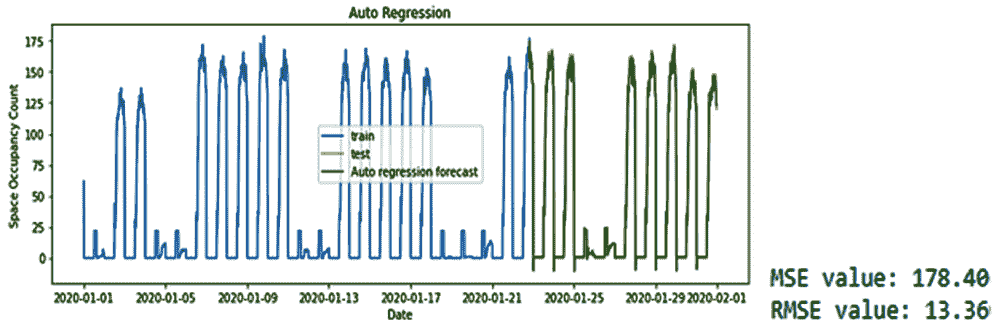 Auto Regression
Space Occupancy Count
175
150
125
100
75
50
25
0
train
test
Auto regression forecast
2020-01-01 2020-01-05 2020-01-09 2020-01-13 2020-01-17 2020-01-21 2020-01-25 2020-01-29 2020-02-01
Date
MSE value: 178.40
RMSE value: 13.36